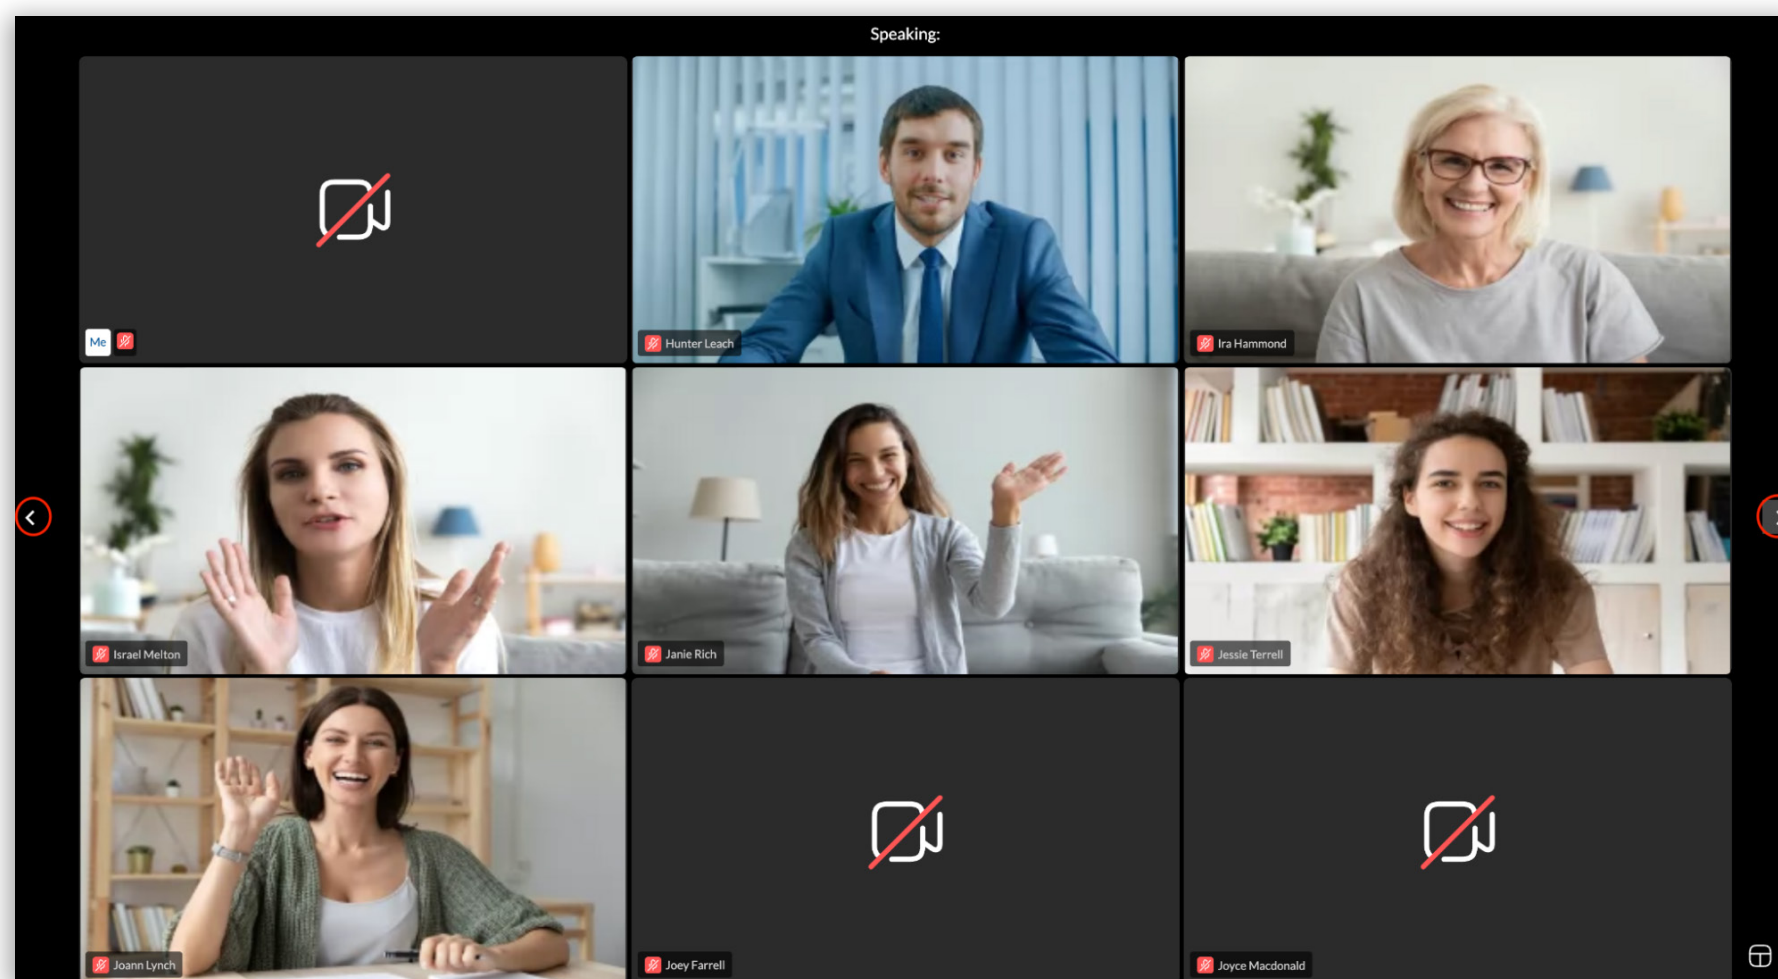 Speaking:
Me
Hunter Leach
Ira Hammond
Israel Melton
Janie Rich
Jessie Terrell
Joann Lynch
Joey Farrell
Joyce Macdonald